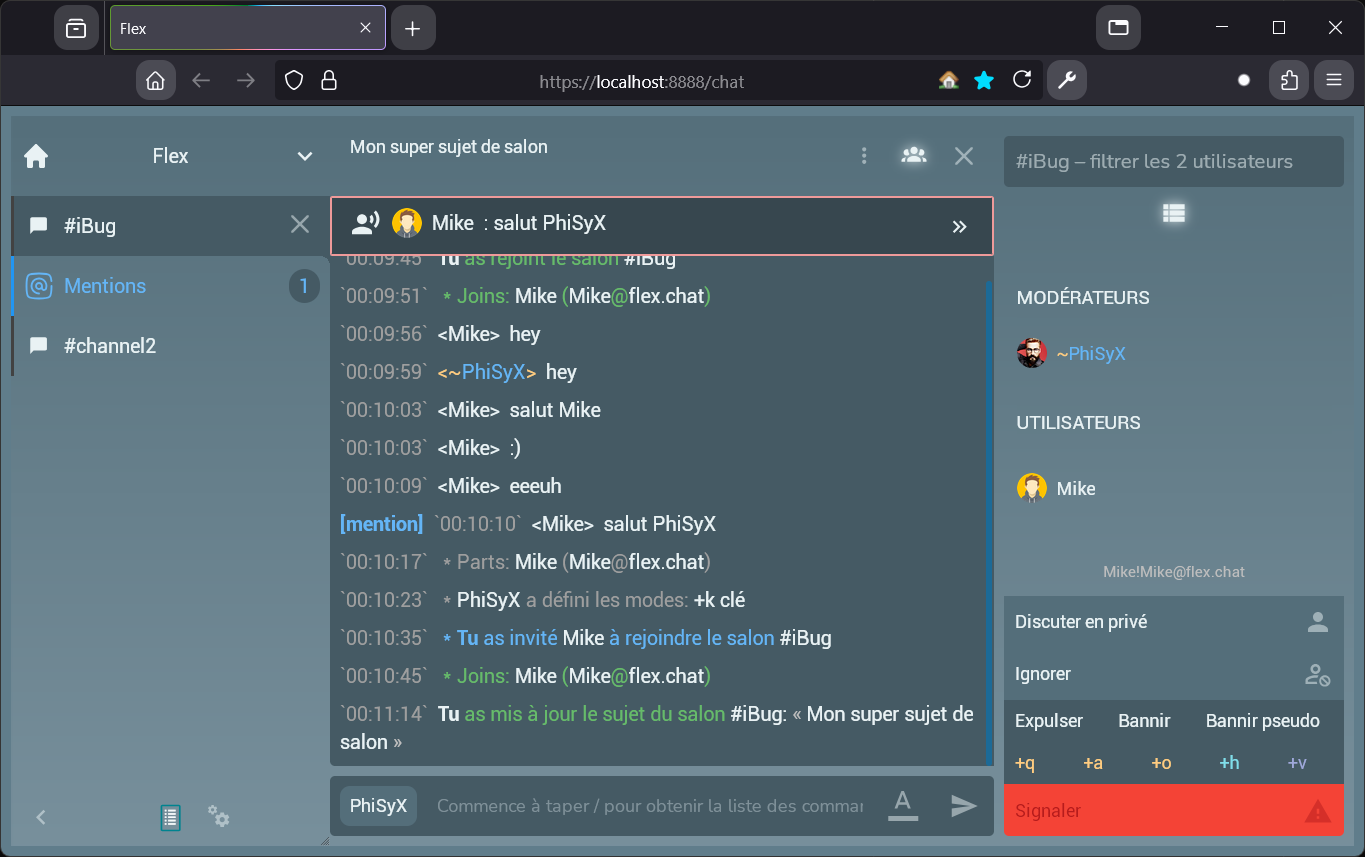 Flex
https://localhost:8888/chat
Flex
#iBug
Mentions
1
#channel2
Mon super sujet de salon
Mike : salut PhiSyX
`00:09:45` Tu as rejoint le salon #iBug
`00:09:51` * Joins: Mike (Mike@flex.chat)
`00:09:56` <Mike> hey
`00:09:59` <~PhiSyX> hey
`00:10:03` <Mike> salut Mike
`00:10:03` <Mike> :)
`00:10:09` <Mike> eeeuh
[mention] `00:10:10` <Mike> salut PhiSyX
`00:10:17` * Parts: Mike (Mike@flex.chat)
`00:10:23` * PhiSyX a défini les modes: +k clé
`00:10:35` * Tu as invité Mike à rejoindre le salon #iBug
`00:10:45` * Joins: Mike (Mike@flex.chat)
`00:11:14` Tu as mis à jour le sujet du salon #iBug: « Mon super sujet de
salon »
PhiSyX
Commence à taper / pour obtenir la liste des comman
A
#iBug – filtrer les 2 utilisateurs
MODÉRATEURS
~PhiSyX
UTILISATEURS
Mike
Mike!Mike@flex.chat
Discuter en privé
Ignorer
Expulser Bannir Bannir pseudo
+q +a +o +h +v
Signaler